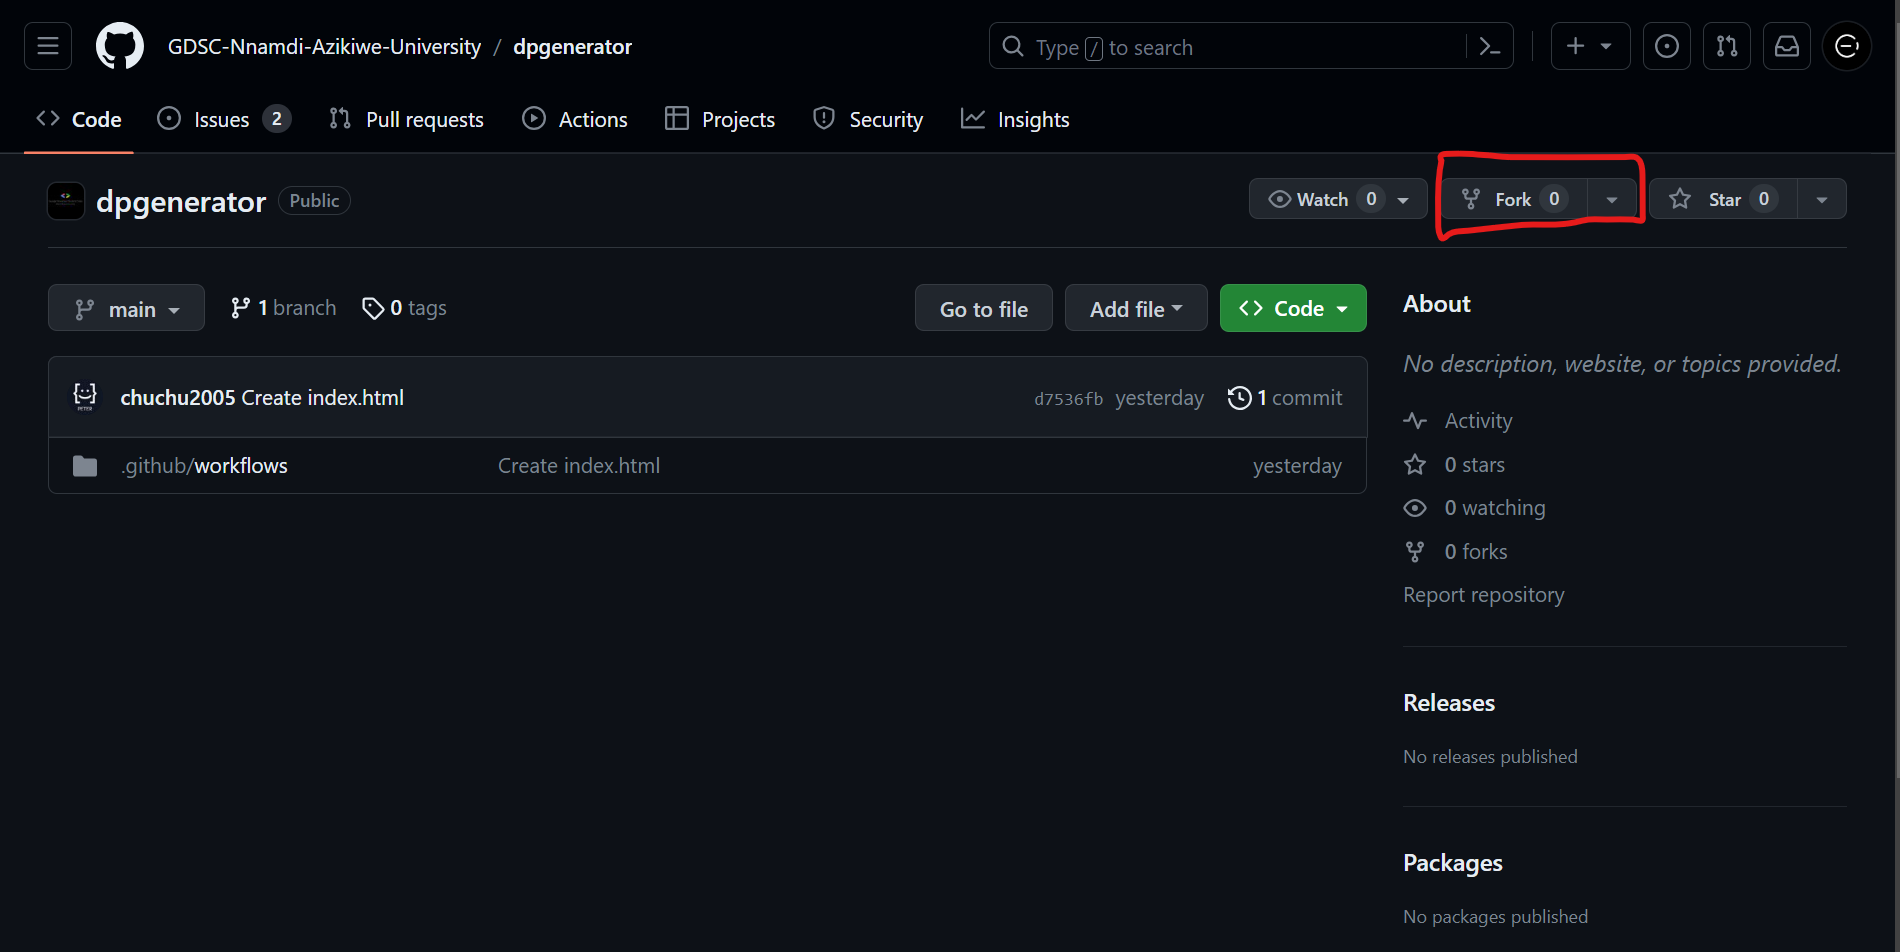 GDSC-Nnamdi-Azikiwe-University / dpgenerator
Type / to search
Code Issues 2 Pull requests Actions Projects Security Insights
dpgenerator Public
Watch 0 Fork 0 Star 0
main 1 branch 0 tags
Go to file Add file Code
chuchu2005 Create index.html d7536fb yesterday 1 commit
.github/workflows Create index.html yesterday
About
No description, website, or topics provided.
Activity
0 stars
0 watching
0 forks
Report repository
Releases
No releases published
Packages
No packages published